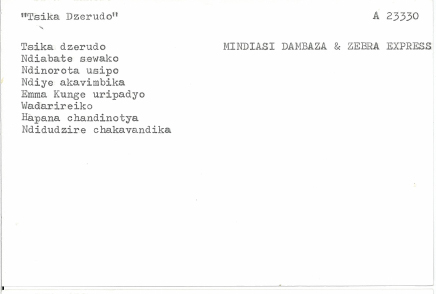 "Tsika Dzerudo"
A 23330
Tsika dzerudo
MINDIASI DAMBAZA & ZEBRA EXPRESS
Ndiabate sewako
Ndinorota usipo
Ndiye akavimbika
Emma Kunge uripadyo
Wadarireiko
Hapana chandinotya
Ndidudzire chakavandika